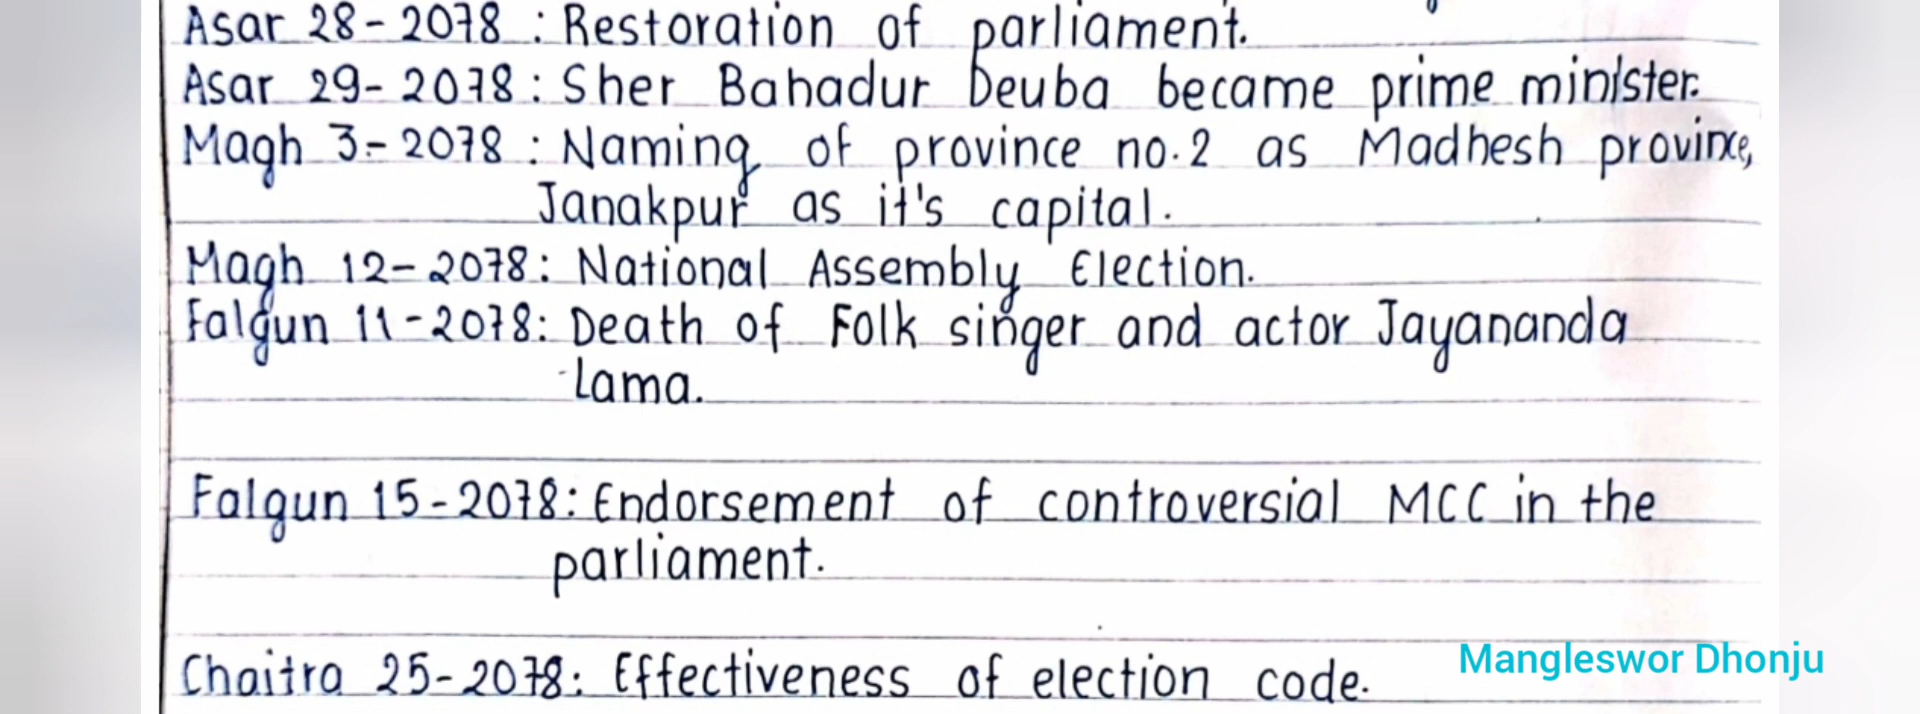 Asar 28-2078 : Restoration of parliament.
Asar 29-2078 : Sher Bahadur Deuba became prime minister.
Magh 3-2078 : Naming of province no.2 as Madhesh province,
Janakpur as it's capital.
Magh 12-2078 : National Assembly Election.
Falgun 11-2078: Death of Folk singer and actor Jayananda
Lama.
Falgun 15-2078: Endorsement of controversial MCC in the
parliament.
Chaitra 25-2078: Effectiveness of election code.
Mangleswor Dhonju